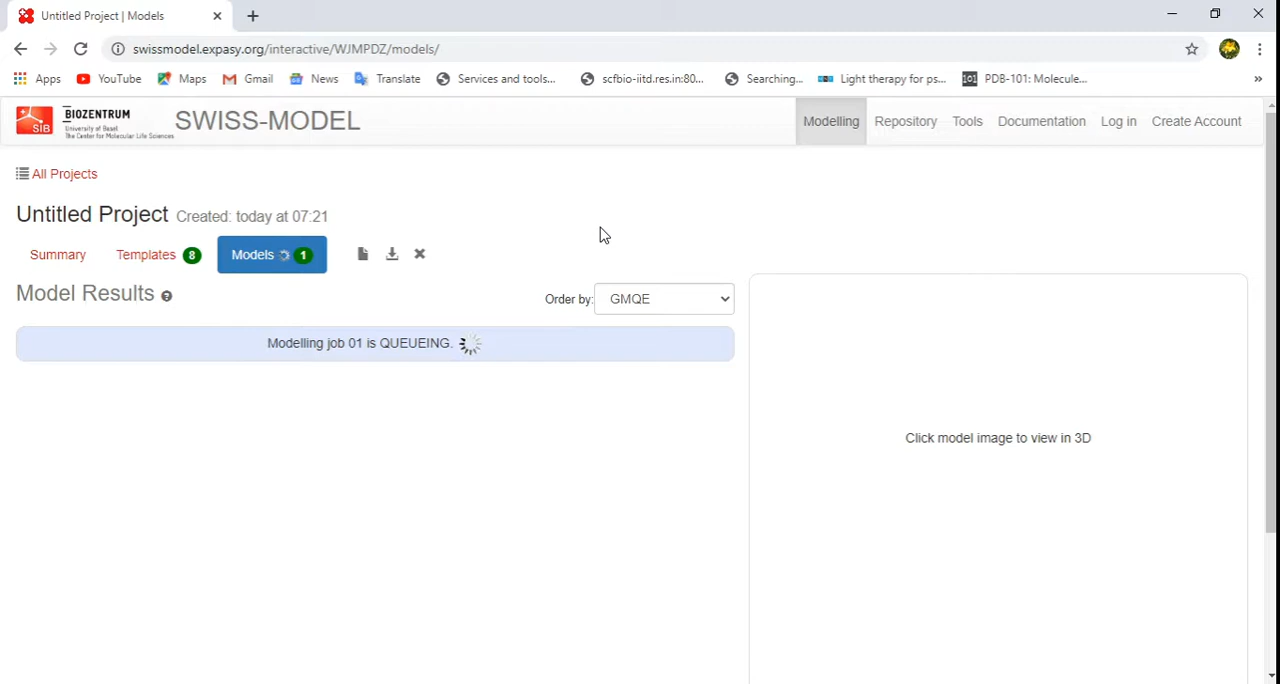 Untitled Project | Models
swissmodel.expasy.org/interactive/WJMPDZ/models/
Apps YouTube Maps Gmail News Translate Services and tools... scfbio-iitd.res.in:80... Searching... Light therapy for ps... 101 PDB-101: Molecule... »
SIB BIOZENTRUM
University of Basel
The Center for Molecular Life Sciences
SWISS-MODEL
Modelling Repository Tools Documentation Log in Create Account
All Projects
Untitled Project Created: today at 07:21
Summary Templates 8 Models 1
Model Results
Order by: GMQE
Modelling job 01 is QUEUEING.
Click model image to view in 3D